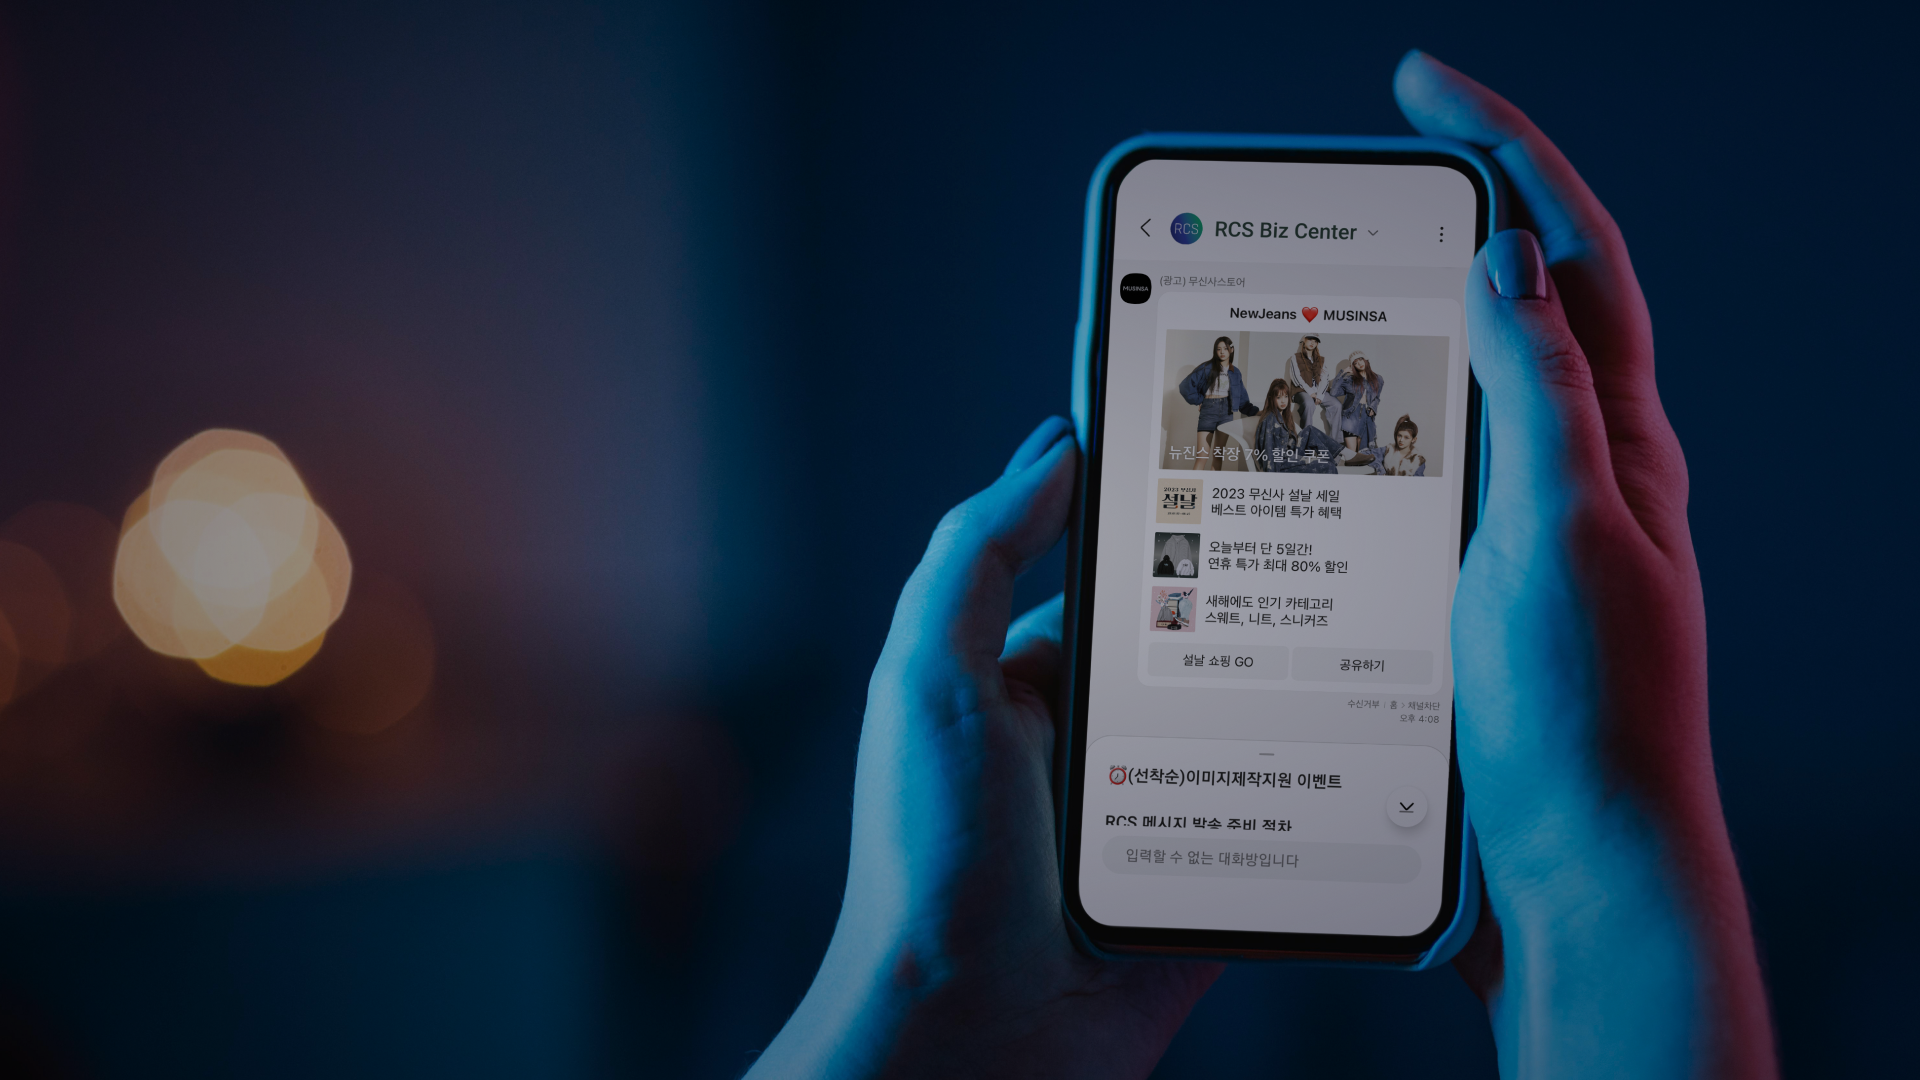 RCS
RCS Biz Center
MUSINSA
(광고) 무신사스토어
NewJeans ❤️ MUSINSA
뉴진스 착장 7% 할인 쿠폰
2023 무신사
설날
2023 무신사 설날 세일
베스트 아이템 특가 혜택
오늘부터 단 5일간!
연휴 특가 최대 80% 할인
새해에도 인기 카테고리
스웨트, 니트, 스니커즈
설날 쇼핑 GO
공유하기
수신거부 | 홈 > 채널차단
오후 4:08
⏰(선착순)이미지제작지원 이벤트
RCS 메시지 발송 준비 절차
입력할 수 없는 대화방입니다